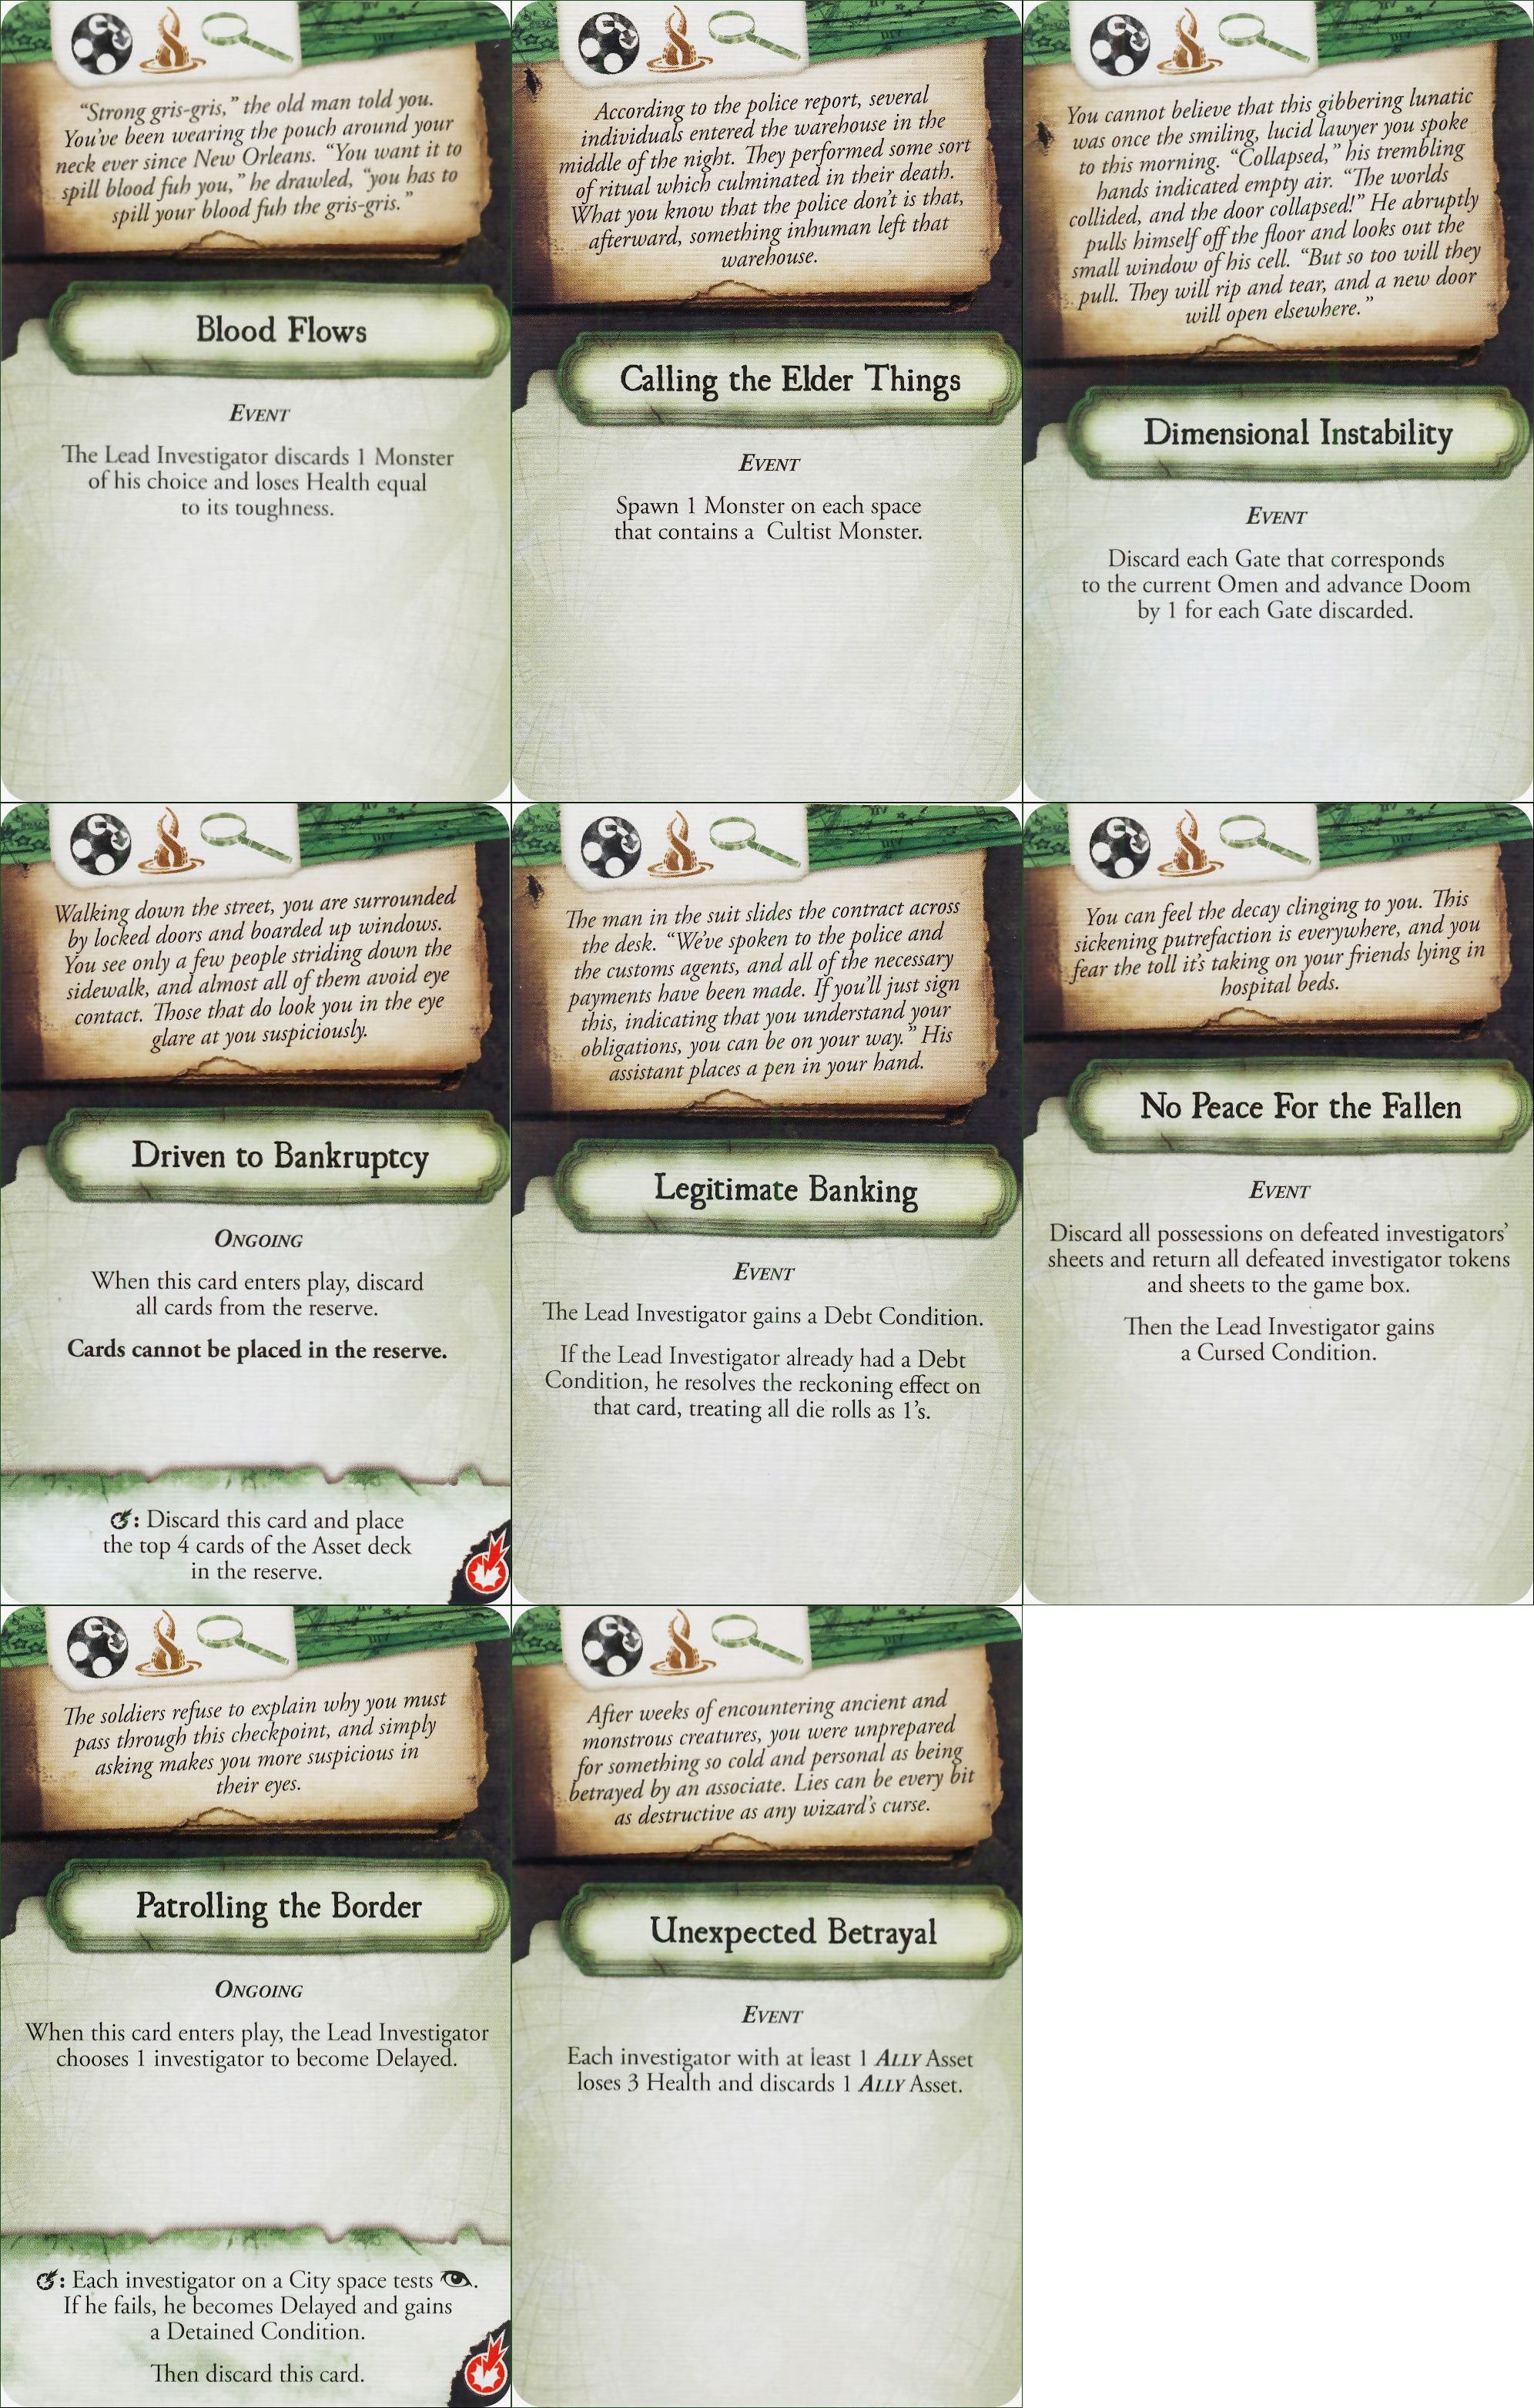 “Strong gris-gris,” the old man told you.
You’ve been wearing the pouch around your
neck ever since New Orleans. “You want it to
spill blood fuh you,” he drawled, “you has to
spill your blood fuh the gris-gris.”
Blood Flows
EVENT
The Lead Investigator discards 1 Monster
of his choice and loses Health equal
to its toughness.
According to the police report, several
individuals entered the warehouse in the
middle of the night. They performed some sort
of ritual which culminated in their death.
What you know that the police don’t is that,
afterward, something inhuman left that
warehouse.
Calling the Elder Things
EVENT
Spawn 1 Monster on each space
that contains a Cultist Monster.
You cannot believe that this gibbering lunatic
was once the smiling, lucid lawyer you spoke
to this morning. “Collapsed,” his trembling
hands indicated empty air. “The worlds
collided, and the door collapsed!” He abruptly
pulls himself off the floor and looks out the
small window of his cell. “But so too will they
pull. They will rip and tear, and a new door
will open elsewhere.”
Dimensional Instability
EVENT
Discard each Gate that corresponds
to the current Omen and advance Doom
by 1 for each Gate discarded.
Walking down the street, you are surrounded
by locked doors and boarded up windows.
You see only a few people striding down the
sidewalk, and almost all of them avoid eye
contact. Those that do look you in the eye
glare at you suspiciously.
Driven to Bankruptcy
ONGOING
When this card enters play, discard
all cards from the reserve.
Cards cannot be placed in the reserve.
: Discard this card and place
the top 4 cards of the Asset deck
in the reserve.
The man in the suit slides the contract across
the desk. “We’ve spoken to the police and
the customs agents, and all of the necessary
payments have been made. If you’ll just sign
this, indicating that you understand your
obligations, you can be on your way.” His
assistant places a pen in your hand.
Legitimate Banking
EVENT
The Lead Investigator gains a Debt Condition.
If the Lead Investigator already had a Debt
Condition, he resolves the reckoning effect on
that card, treating all die rolls as 1’s.
You can feel the decay clinging to you. This
sickening putrefaction is everywhere, and you
fear the toll it’s taking on your friends lying in
hospital beds.
No Peace For the Fallen
EVENT
Discard all possessions on defeated investigators’
sheets and return all defeated investigator tokens
and sheets to the game box.
Then the Lead Investigator gains
a Cursed Condition.
The soldiers refuse to explain why you must
pass through this checkpoint, and simply
asking makes you more suspicious in
their eyes.
Patrolling the Border
ONGOING
When this card enters play, the Lead Investigator
chooses 1 investigator to become Delayed.
: Each investigator on a City space tests .
If he fails, he becomes Delayed and gains
a Detained Condition.
Then discard this card.
After weeks of encountering ancient and
monstrous creatures, you were unprepared
for something so cold and personal as being
betrayed by an associate. Lies can be every bit
as destructive as any wizard’s curse.
Unexpected Betrayal
EVENT
Each investigator with at least 1 ALLY Asset
loses 3 Health and discards 1 ALLY Asset.